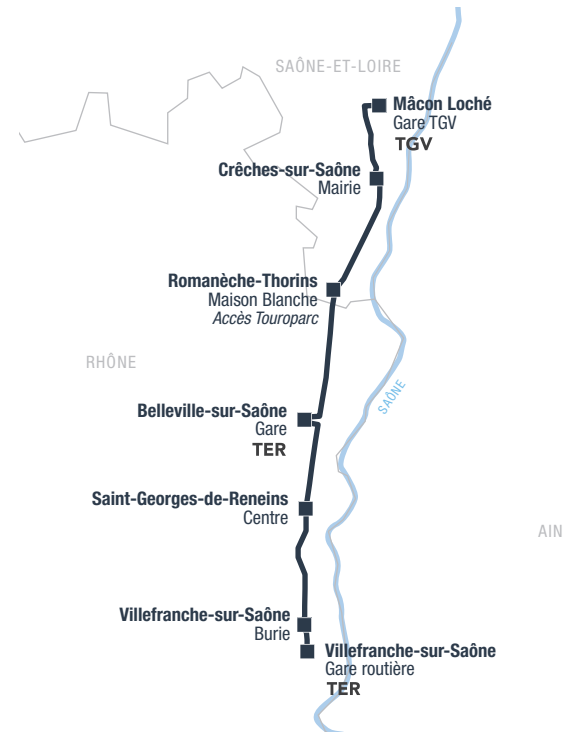 SAÔNE-ET-LOIRE
Mâcon Loché
Gare TGV
TGV
Crêches-sur-Saône
Mairie
Romanèche-Thorins
Maison Blanche
Accès Touroparc
RHÔNE
SAÔNE
Belleville-sur-Saône
Gare
TER
Saint-Georges-de-Reneins
Centre
AIN
Villefranche-sur-Saône
Burie
Villefranche-sur-Saône
Gare routière
TER